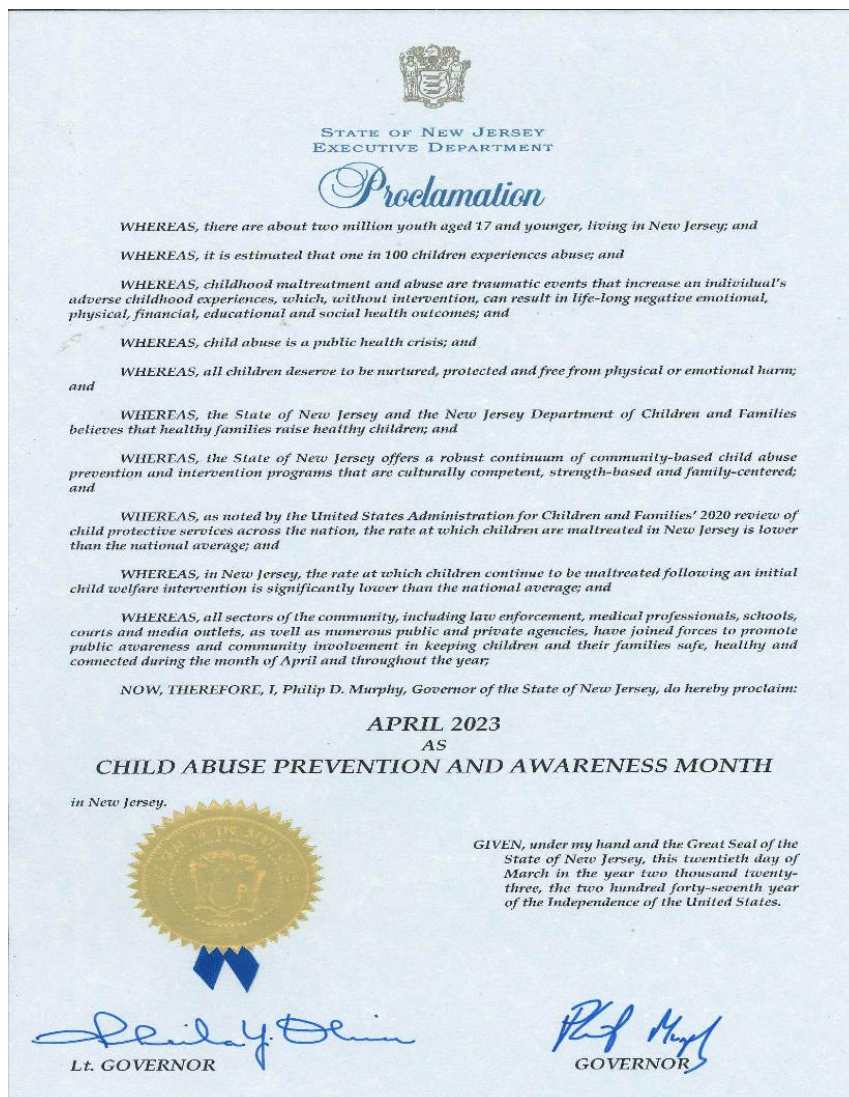 STATE OF NEW JERSEY
EXECUTIVE DEPARTMENT
Proclamation
WHEREAS, there are about two million youth aged 17 and younger, living in New Jersey; and
WHEREAS, it is estimated that one in 100 children experiences abuse; and
WHEREAS, childhood maltreatment and abuse are traumatic events that increase an individual's
adverse childhood experiences, which, without intervention, can result in life-long negative emotional,
physical, financial, educational and social health outcomes; and
WHEREAS, child abuse is a public health crisis; and
WHEREAS, all children deserve to be nurtured, protected and free from physical or emotional harm;
and
WHEREAS, the State of New Jersey and the New Jersey Department of Children and Families
believes that healthy families raise healthy children; and
WHEREAS, the State of New Jersey offers a robust continuum of community-based child abuse
prevention and intervention programs that are culturally competent, strength-based and family-centered;
and
WHEREAS, as noted by the United States Administration for Children and Families' 2020 review of
child protective services across the nation, the rate at which children are maltreated in New Jersey is lower
than the national average; and
WHEREAS, in New Jersey, the rate at which children continue to be maltreated following an initial
child welfare intervention is significantly lower than the national average; and
WHEREAS, all sectors of the community, including law enforcement, medical professionals, schools,
courts and media outlets, as well as numerous public and private agencies, have joined forces to promote
public awareness and community involvement in keeping children and their families safe, healthy and
connected during the month of April and throughout the year;
NOW, THEREFORE, I, Philip D. Murphy, Governor of the State of New Jersey, do hereby proclaim:
APRIL 2023
AS
CHILD ABUSE PREVENTION AND AWARENESS MONTH
in New Jersey.
GIVEN, under my hand and the Great Seal of the
State of New Jersey, this twentieth day of
March in the year two thousand twenty-
three, the two hundred forty-seventh year
of the Independence of the United States.
Lt. GOVERNOR
GOVERNOR